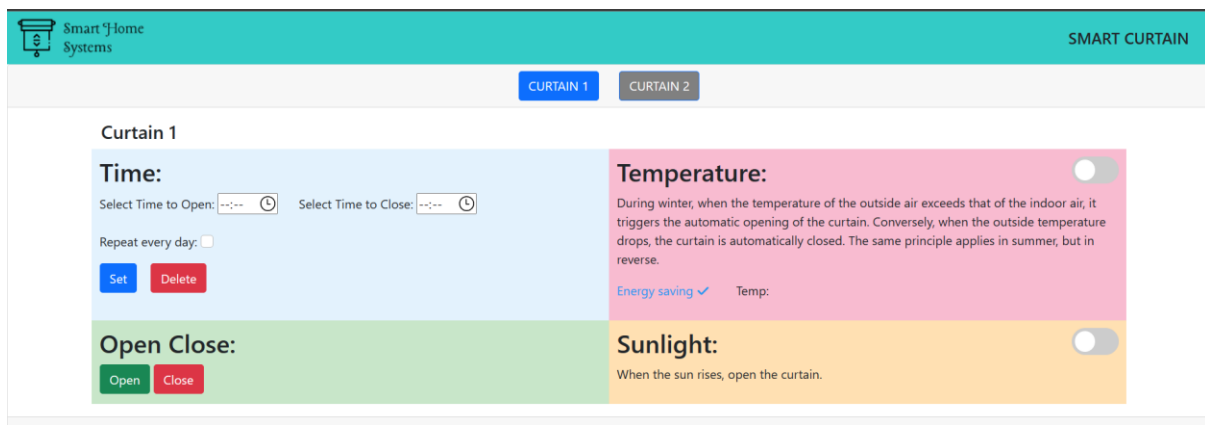 Smart Home
Systems
SMART CURTAIN
CURTAIN 1
CURTAIN 2
Curtain 1
Time:
Select Time to Open: --:--
Select Time to Close: --:--
Repeat every day:
Set
Delete
Temperature:
During winter, when the temperature of the outside air exceeds that of the indoor air, it
triggers the automatic opening of the curtain. Conversely, when the outside temperature
drops, the curtain is automatically closed. The same principle applies in summer, but in
reverse.
Energy saving ✓
Temp:
Open Close:
Open
Close
Sunlight:
When the sun rises, open the curtain.